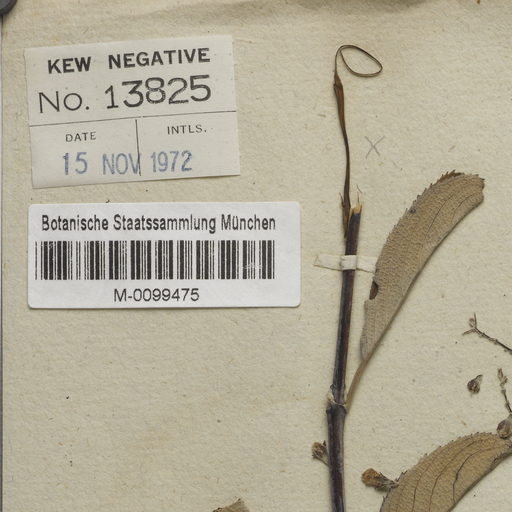 KEW NEGATIVE
No. 13825
DATE INTLS.
15 NOV 1972
Botanische Staatssammlung München
M-0099475